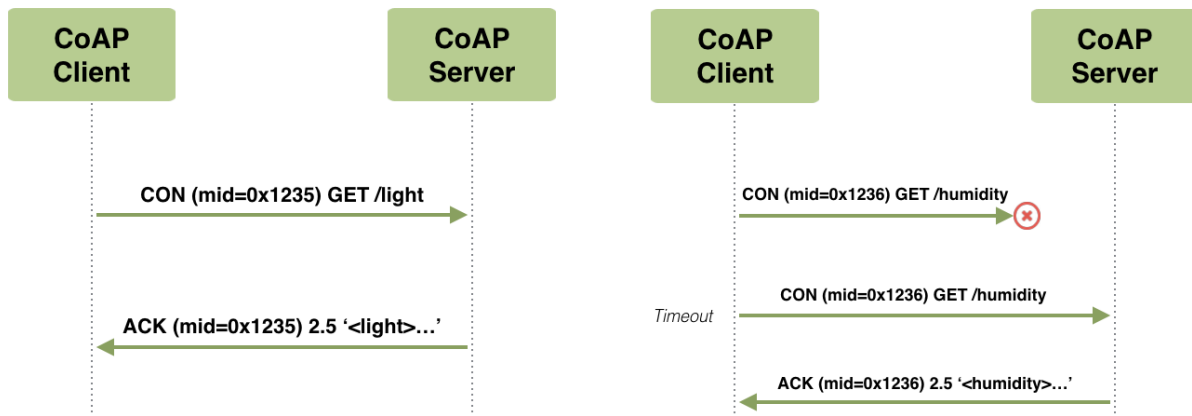 CoAP
Client
CoAP
Server
CON (mid=0x1235) GET /light
ACK (mid=0x1235) 2.5 ‘<light>…’
CoAP
Client
CoAP
Server
CON (mid=0x1236) GET /humidity
CON (mid=0x1236) GET /humidity
Timeout
ACK (mid=0x1236) 2.5 ‘<humidity>…’